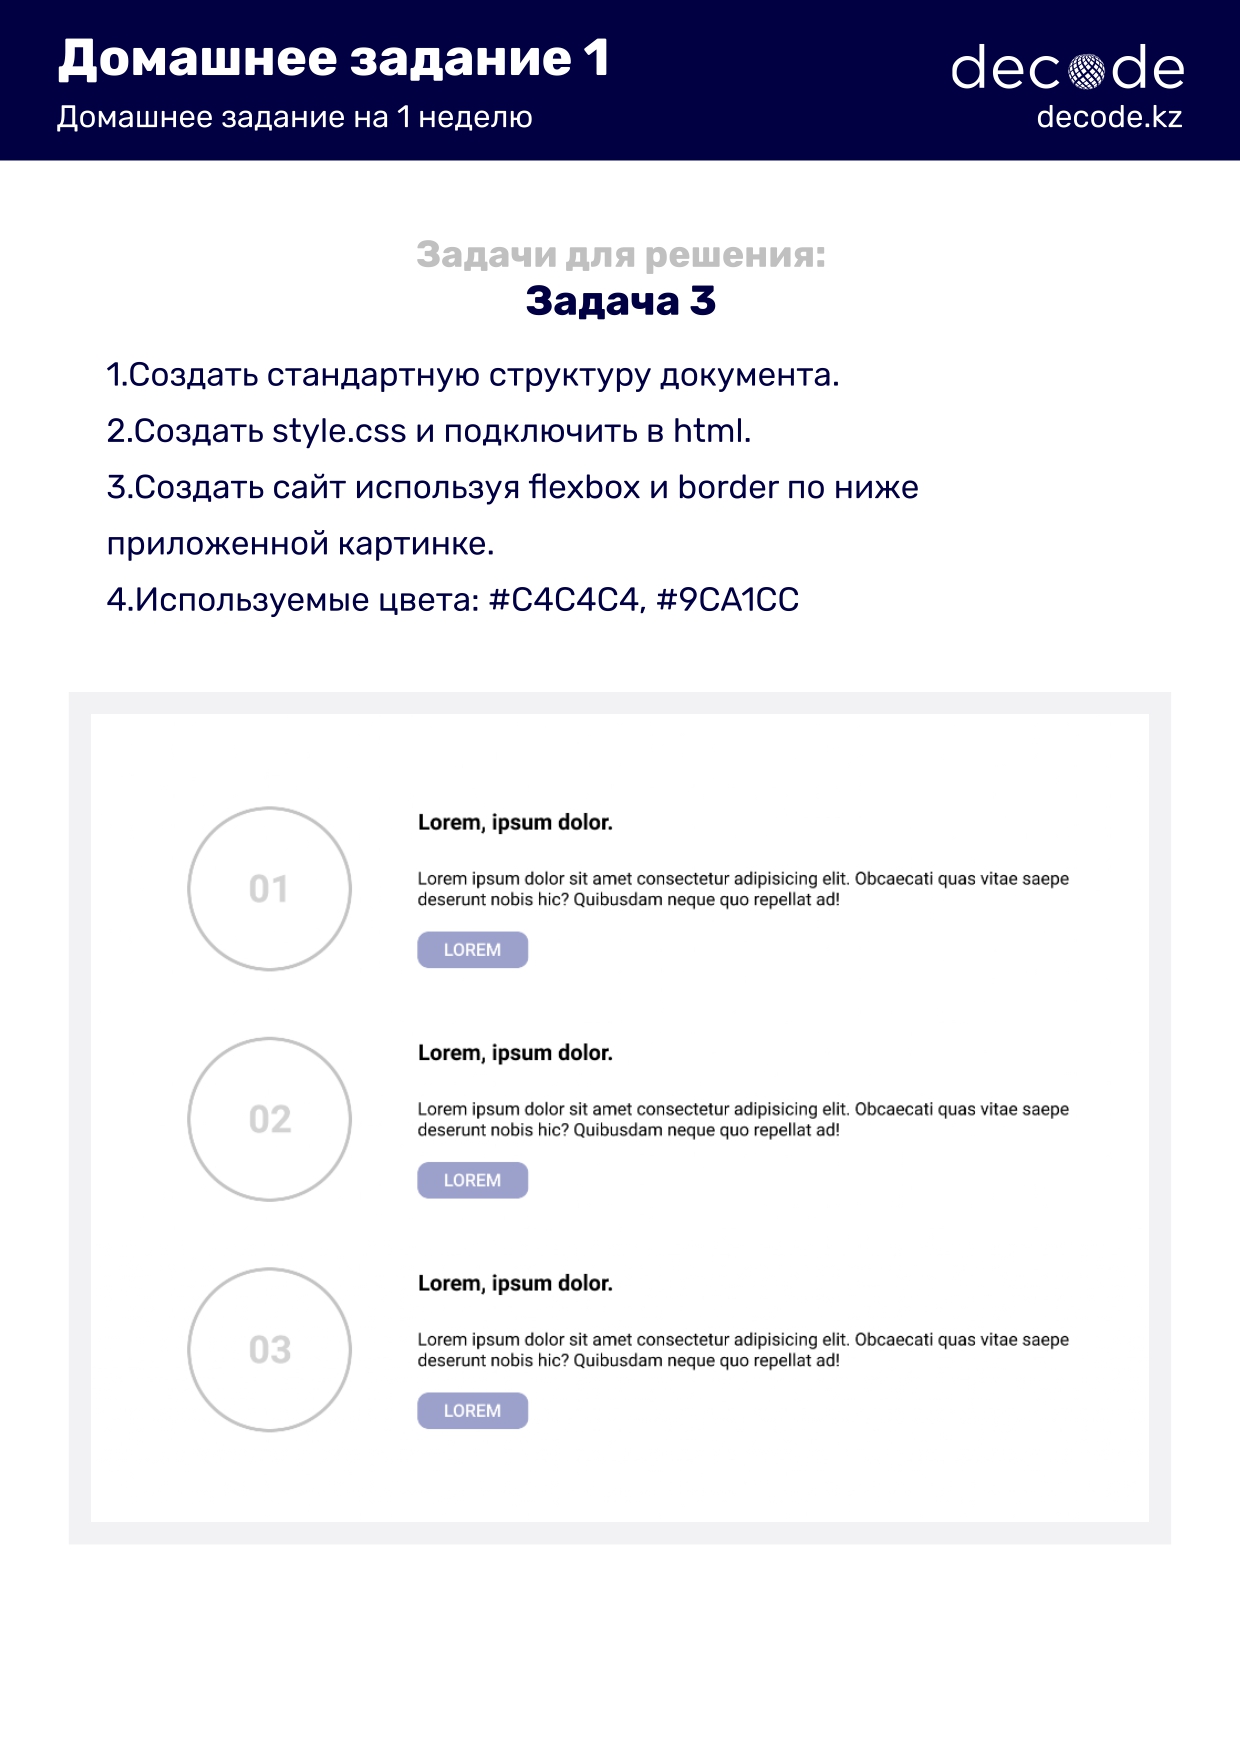 Домашнее задание 1
Домашнее задание на 1 неделю
decode
decode.kz
Задачи для решения:
Задача 3
1.Создать стандартную структуру документа.
2.Создать style.css и подключить в html.
3.Создать сайт используя flexbox и border по ниже
приложенной картинке.
4.Используемые цвета: #C4C4C4, #9CA1CC
01
Lorem, ipsum dolor.
Lorem ipsum dolor sit amet consectetur adipisicing elit. Obcaecati quas vitae saepe
deserunt nobis hic? Quibusdam neque quo repellat ad!
LOREM
02
Lorem, ipsum dolor.
Lorem ipsum dolor sit amet consectetur adipisicing elit. Obcaecati quas vitae saepe
deserunt nobis hic? Quibusdam neque quo repellat ad!
LOREM
03
Lorem, ipsum dolor.
Lorem ipsum dolor sit amet consectetur adipisicing elit. Obcaecati quas vitae saepe
deserunt nobis hic? Quibusdam neque quo repellat ad!
LOREM